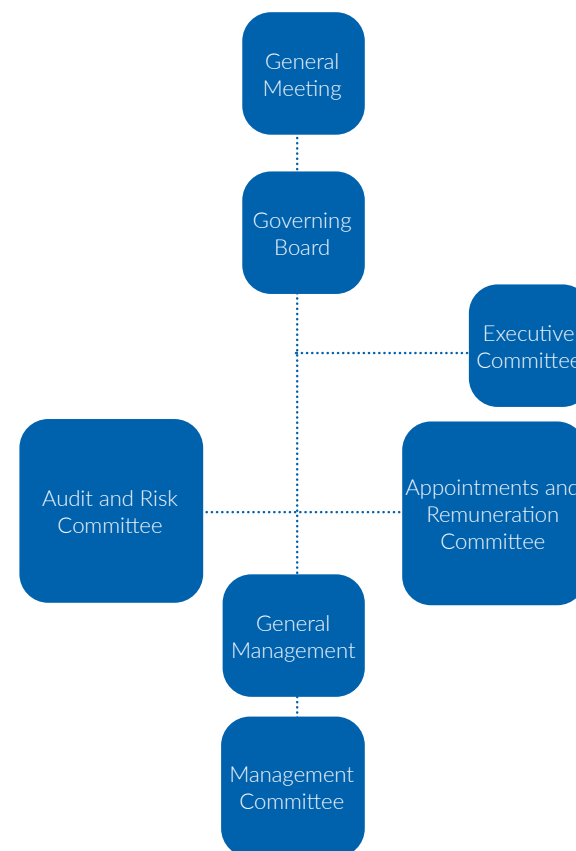 General
Meeting
Governing
Board
Executive
Committee
Audit and Risk
Committee
Appointments and
Remuneration
Committee
General
Management
Management
Committee